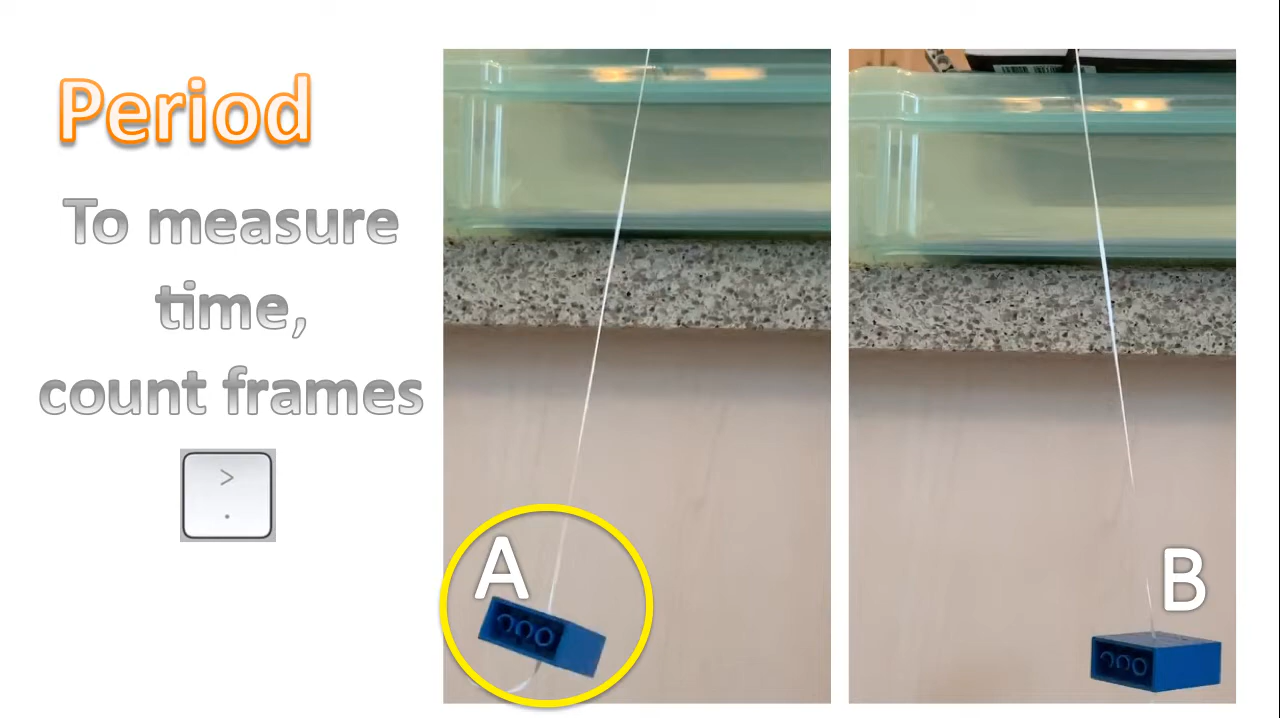 Period
To measure
time,
count frames
>
.
A
B